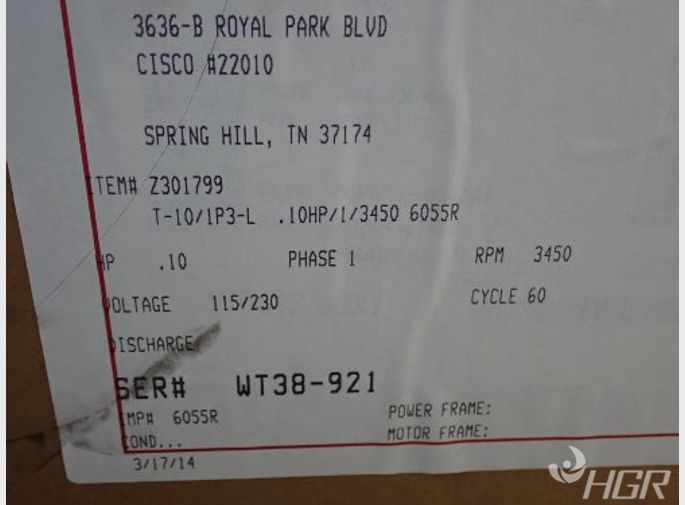 3636-B ROYAL PARK BLVD
CISCO #22010
SPRING HILL, TN 37174
ITEM# Z301799
T-10/1P3-L .10HP/1/3450 6055R
HP .10 PHASE 1 RPM 3450
VOLTAGE 115/230 CYCLE 60
DISCHARGE
SER# WT38-921
IMP# 6055R POWER FRAME:
COND... MOTOR FRAME:
3/17/14
HGR